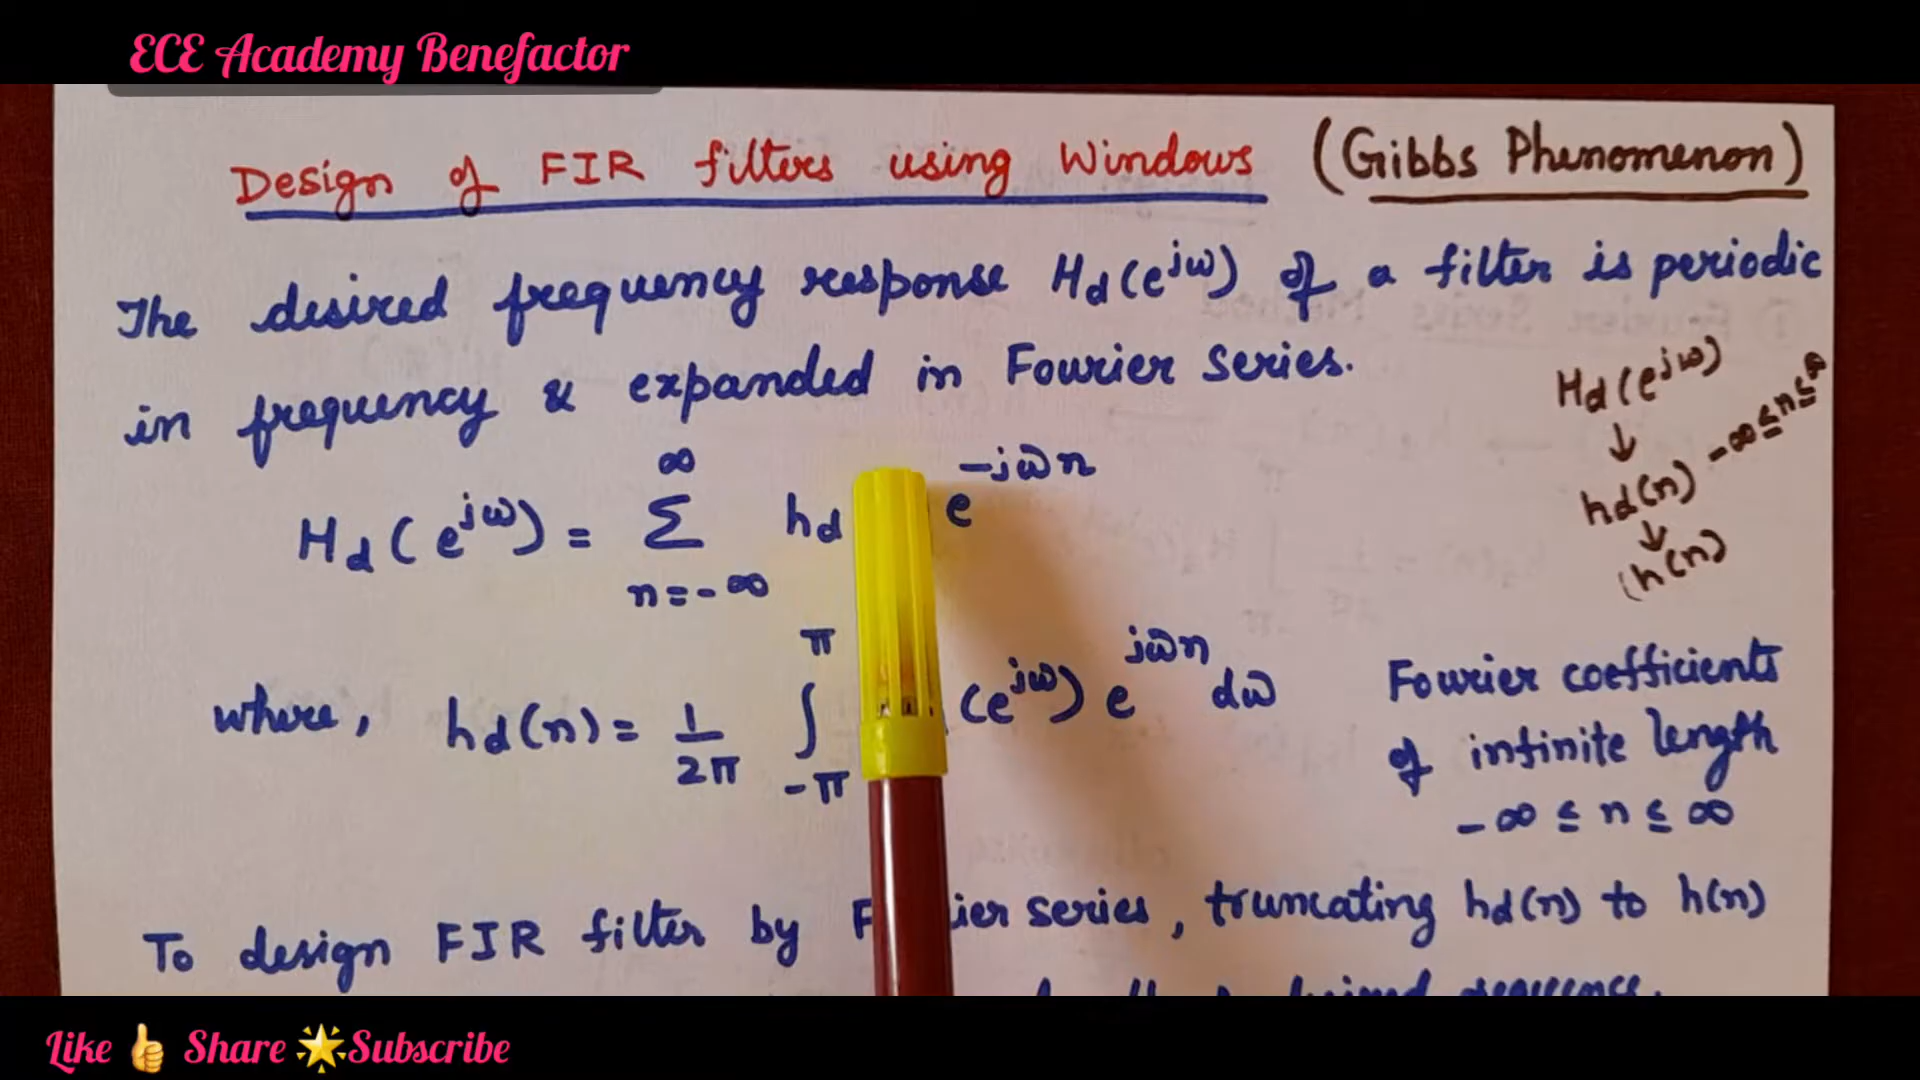 ECE Academy Benefactor
Design of FIR filters using Windows (Gibbs Phenomenon)
The desired frequency response Hd(e^jω) of a filter is periodic
in frequency & expanded in Fourier Series.
Hd(e^jω)
↓
hd(n) -∞≤n≤∞
↓
(h(n)
Hd(e^jω) = ∞ Σ n=-∞ hd e^-jωn
where, hd(n) = 1/2π ∫ π -π (e^jω) e^jωn dω
Fourier coefficients
of infinite length
-∞ ≤ n ≤ ∞
To design FIR filter by F ier series, truncating hd(n) to h(n)
sequence.
Like 👍 Share 🌟Subscribe